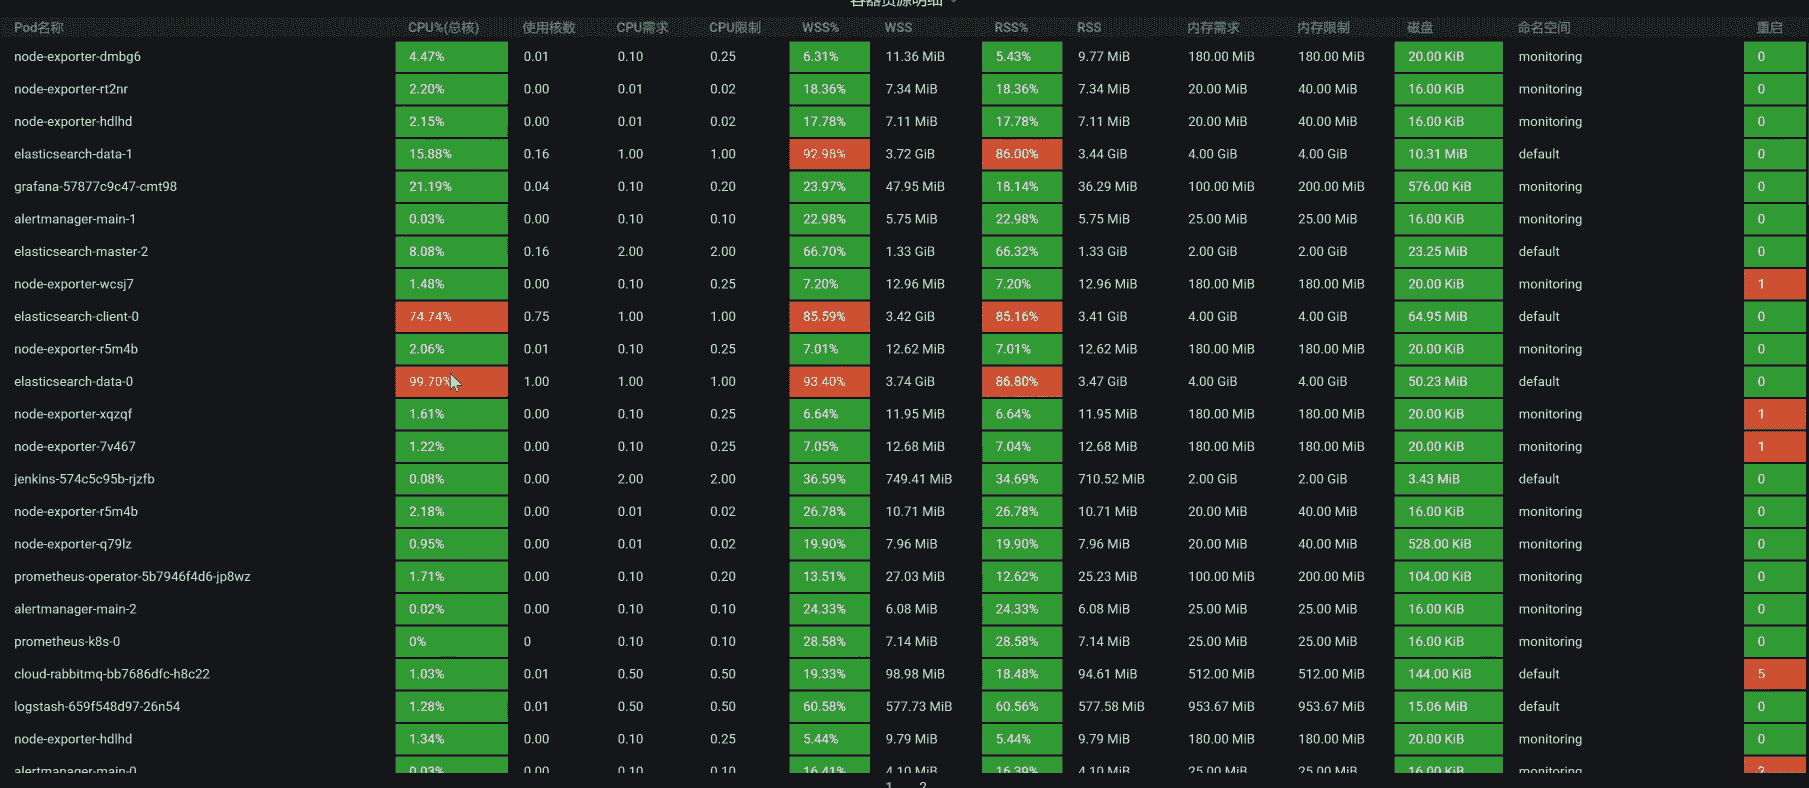 容器资源明细
Pod名称 CPU%(总核) 使用核数 CPU需求 CPU限制 WSS% WSS RSS% RSS 内存需求 内存限制 磁盘 命名空间 重启
node-exporter-dmbg6 4.47% 0.01 0.10 0.25 6.31% 11.36 MiB 5.43% 9.77 MiB 180.00 MiB 180.00 MiB 20.00 KiB monitoring 0
node-exporter-rt2nr 2.20% 0.00 0.01 0.02 18.36% 7.34 MiB 18.36% 7.34 MiB 20.00 MiB 40.00 MiB 16.00 KiB monitoring 0
node-exporter-hdlhd 2.15% 0.00 0.01 0.02 17.78% 7.11 MiB 17.78% 7.11 MiB 20.00 MiB 40.00 MiB 16.00 KiB monitoring 0
elasticsearch-data-1 15.88% 0.16 1.00 1.00 92.98% 3.72 GiB 86.00% 3.44 GiB 4.00 GiB 4.00 GiB 10.31 MiB default 0
grafana-57877c9c47-cmt98 21.19% 0.04 0.10 0.20 23.97% 47.95 MiB 18.14% 36.29 MiB 100.00 MiB 200.00 MiB 576.00 KiB monitoring 0
alertmanager-main-1 0.03% 0.00 0.10 0.10 22.98% 5.75 MiB 22.98% 5.75 MiB 25.00 MiB 25.00 MiB 16.00 KiB monitoring 0
elasticsearch-master-2 8.08% 0.16 2.00 2.00 66.70% 1.33 GiB 66.32% 1.33 GiB 2.00 GiB 2.00 GiB 23.25 MiB default 0
node-exporter-wcsj7 1.48% 0.00 0.10 0.25 7.20% 12.96 MiB 7.20% 12.96 MiB 180.00 MiB 180.00 MiB 20.00 KiB monitoring 1
elasticsearch-client-0 74.74% 0.75 1.00 1.00 85.59% 3.42 GiB 85.16% 3.41 GiB 4.00 GiB 4.00 GiB 64.95 MiB default 0
node-exporter-r5m4b 2.06% 0.01 0.10 0.25 7.01% 12.62 MiB 7.01% 12.62 MiB 180.00 MiB 180.00 MiB 20.00 KiB monitoring 0
elasticsearch-data-0 99.70% 1.00 1.00 1.00 93.40% 3.74 GiB 86.80% 3.47 GiB 4.00 GiB 4.00 GiB 50.23 MiB default 0
node-exporter-xqzqf 1.61% 0.00 0.10 0.25 6.64% 11.95 MiB 6.64% 11.95 MiB 180.00 MiB 180.00 MiB 20.00 KiB monitoring 1
node-exporter-7v467 1.22% 0.00 0.10 0.25 7.05% 12.68 MiB 7.04% 12.68 MiB 180.00 MiB 180.00 MiB 20.00 KiB monitoring 1
jenkins-574c5c95b-rjzfb 0.08% 0.00 2.00 2.00 36.59% 749.41 MiB 34.69% 710.52 MiB 2.00 GiB 2.00 GiB 3.43 MiB default 0
node-exporter-r5m4b 2.18% 0.00 0.01 0.02 26.78% 10.71 MiB 26.78% 10.71 MiB 20.00 MiB 40.00 MiB 16.00 KiB monitoring 0
node-exporter-q79lz 0.95% 0.00 0.01 0.02 19.90% 7.96 MiB 19.90% 7.96 MiB 20.00 MiB 40.00 MiB 528.00 KiB monitoring 0
prometheus-operator-5b7946f4d6-jp8wz 1.71% 0.00 0.10 0.20 13.51% 27.03 MiB 12.62% 25.23 MiB 100.00 MiB 200.00 MiB 104.00 KiB monitoring 0
alertmanager-main-2 0.02% 0.00 0.10 0.10 24.33% 6.08 MiB 24.33% 6.08 MiB 25.00 MiB 25.00 MiB 16.00 KiB monitoring 0
prometheus-k8s-0 0% 0 0.10 0.10 28.58% 7.14 MiB 28.58% 7.14 MiB 25.00 MiB 25.00 MiB 16.00 KiB monitoring 0
cloud-rabbitmq-bb7686dfc-h8c22 1.03% 0.01 0.50 0.50 19.33% 98.98 MiB 18.48% 94.61 MiB 512.00 MiB 512.00 MiB 144.00 KiB default 5
logstash-659f548d97-26n54 1.28% 0.01 0.50 0.50 60.58% 577.73 MiB 60.56% 577.58 MiB 953.67 MiB 953.67 MiB 15.06 MiB default 0
node-exporter-hdlhd 1.34% 0.00 0.10 0.25 5.44% 9.79 MiB 5.44% 9.79 MiB 180.00 MiB 180.00 MiB 20.00 KiB monitoring 0
alertmanager-main-0 0.03% 0.00 0.10 0.10 16.41% 4.10 MiB 16.39% 4.10 MiB 25.00 MiB 25.00 MiB 16.00 KiB monitoring
1 2